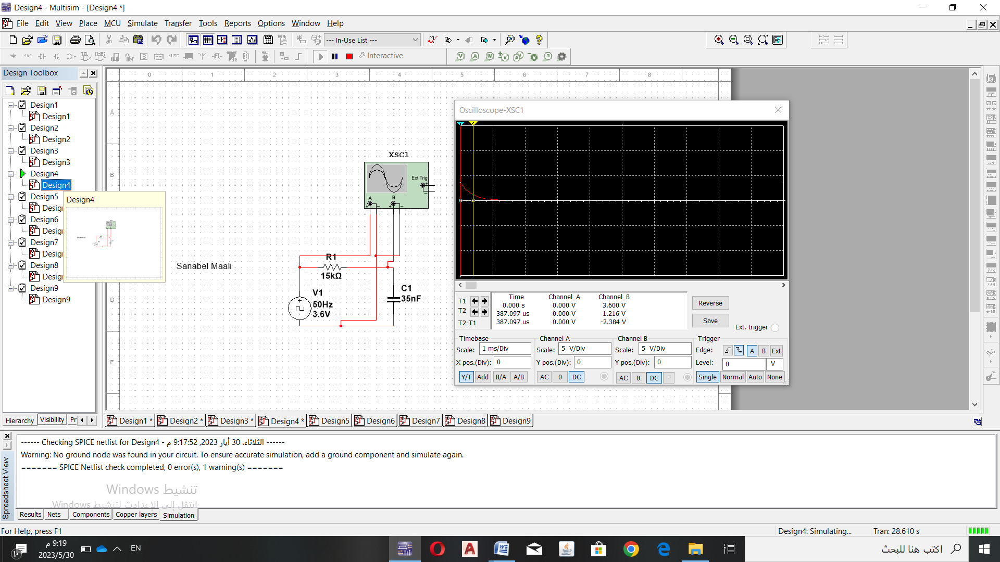 Design4 - Multisim - [Design4 *]
File Edit View Place MCU Simulate Transfer Tools Reports Options Window Help
--- In-Use List ---
MISC Interactive
Design Toolbox
Design1
Design1
Design2
Design2
Design3
Design3
Design4
Design4
Design5
Desig
Design6
Desig
Design7
Desig
Design8
Desig
Design9
Design9
Design4
Hierarchy Visibility Pr
0 1 2 3 4 5 6 7 8
A
B
D
E
Sanabel Maali
XSC1
Ext Trig
A B
R1
15kΩ
V1
50Hz
3.6V
C1
35nF
Oscilloscope-XSC1
Time Channel_A Channel_B
T1 0.000 s 0.000 V 3.600 V
T2 387.097 us 0.000 V 1.216 V
T2-T1 387.097 us 0.000 V -2.384 V
Reverse
Save
Ext. trigger
Timebase
Scale: 1 ms/Div
X pos.(Div): 0
Y/T Add B/A A/B
Channel A
Scale: 5 V/Div
Y pos.(Div): 0
AC 0 DC
Channel B
Scale: 5 V/Div
Y pos.(Div): 0
AC 0 DC -
Trigger
Edge: A B Ext
Level: 0 V
Single Normal Auto None
Design1 * Design2 * Design3 * Design4 * Design5 Design6 Design7 Design8 Design9
Spreadsheet View
------ Checking SPICE netlist for Design4 - الثلاثاء، 30 أيار 2023, 9:17:52 م ------
Warning: No ground node was found in your circuit. To ensure accurate simulation, add a ground component and simulate again.
======= SPICE Netlist check completed, 0 error(s), 1 warning(s) =======
تنشيط Windows
انتقل إلى الإعدادت لتنشيط Windows
Results Nets Components Copper layers Simulation
For Help, press F1
Design4: Simulating...
Tran: 28.610 s
9:19 م
2023/5/30
EN
اكتب هنا للبحث